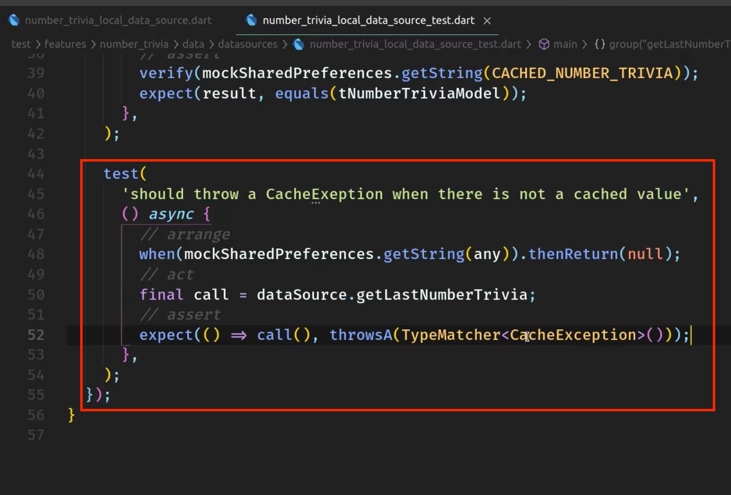 number_trivia_local_data_source.dart
number_trivia_local_data_source_test.dart ×
test > features > number_trivia > data > datasources > number_trivia_local_data_source_test.dart > main > {} group("getLastNumberT
38 // assert
39 verify(mockSharedPreferences.getString(CACHED_NUMBER_TRIVIA));
40 expect(result, equals(tNumberTriviaModel));
41 },
42 );
43
44 test(
45 'should throw a CacheExeption when there is not a cached value',
46 () async {
47 // arrange
48 when(mockSharedPreferences.getString(any)).thenReturn(null);
49 // act
50 final call = dataSource.getLastNumberTrivia;
51 // assert
52 expect(() => call(), throwsA(TypeMatcher<CacheException>()));
53 },
54 );
55 });
56 }
57